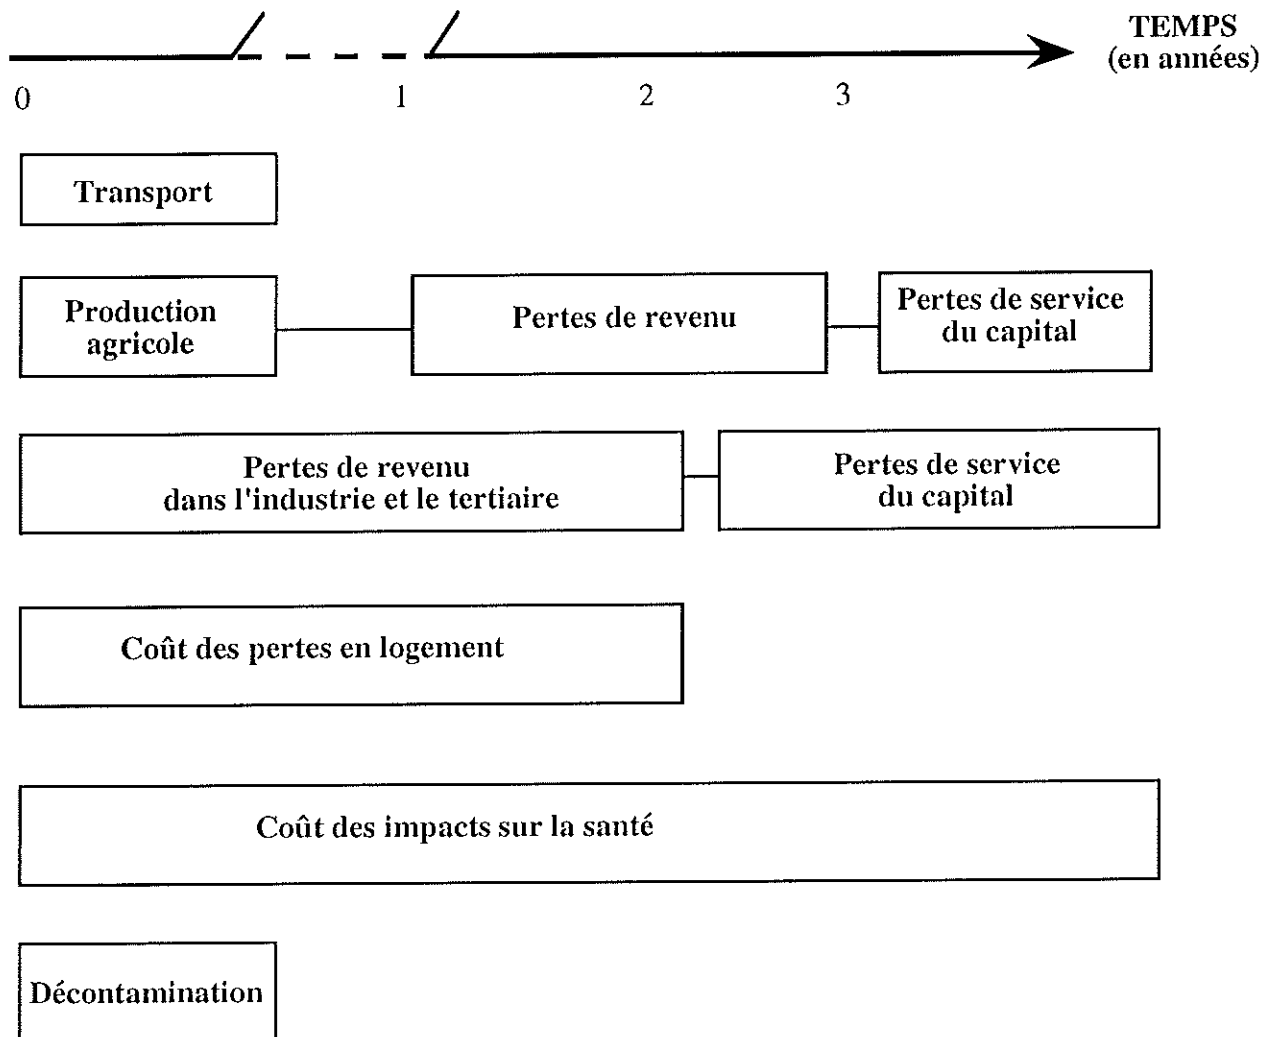 TEMPS
(en années)
0 1 2 3
Transport
Production
agricole
Pertes de revenu
Pertes de service
du capital
Pertes de revenu
dans l'industrie et le tertiaire
Pertes de service
du capital
Coût des pertes en logement
Coût des impacts sur la santé
Décontamination